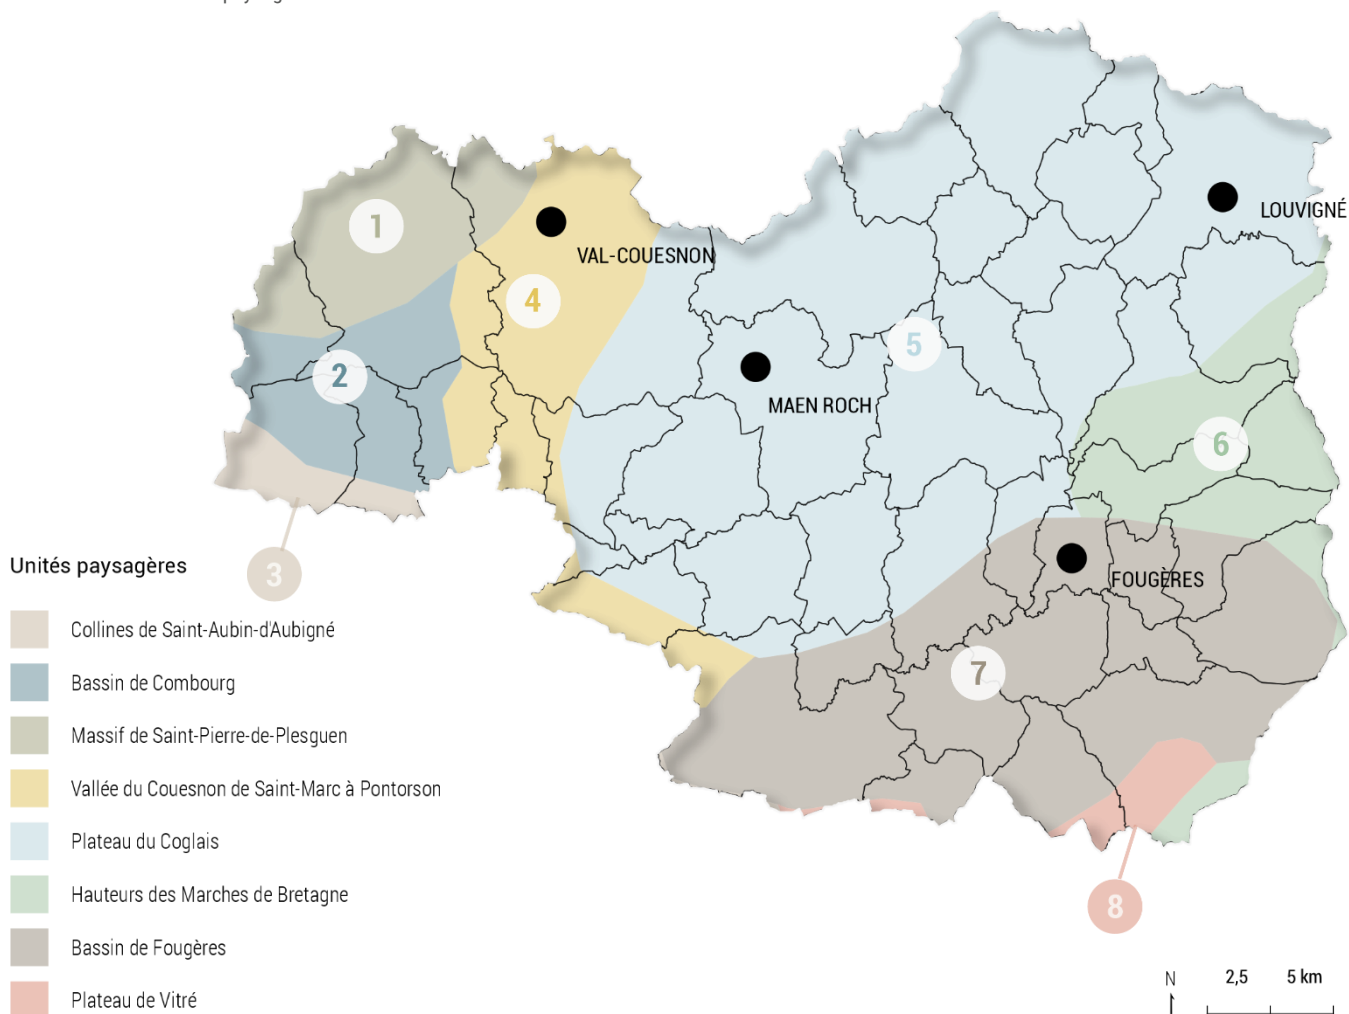 1
LOUVIGNÉ
VAL-COUESNON
4
5
2
MAEN ROCH
6
Unités paysagères
3
FOUGÈRES
Collines de Saint-Aubin-d'Aubigné
7
Bassin de Combourg
Massif de Saint-Pierre-de-Plesguen
Vallée du Couesnon de Saint-Marc à Pontorson
Plateau du Coglais
Hauteurs des Marches de Bretagne
8
Bassin de Fougères
N 2,5 5 km
Plateau de Vitré